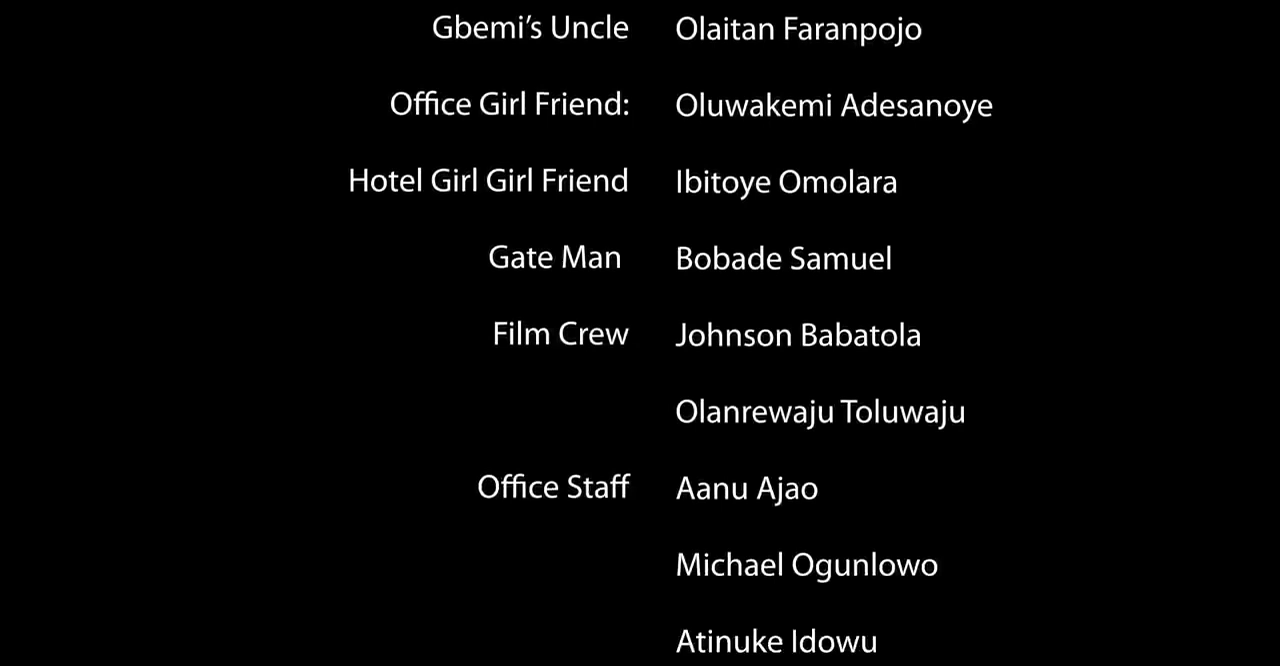 Gbemi’s Uncle Olaitan Faranpojo
Office Girl Friend: Oluwakemi Adesanoye
Hotel Girl Girl Friend Ibitoye Omolara
Gate Man Bobade Samuel
Film Crew Johnson Babatola
Olanrewaju Toluwaju
Office Staff Aanu Ajao
Michael Ogunlowo
Atinuke Idowu